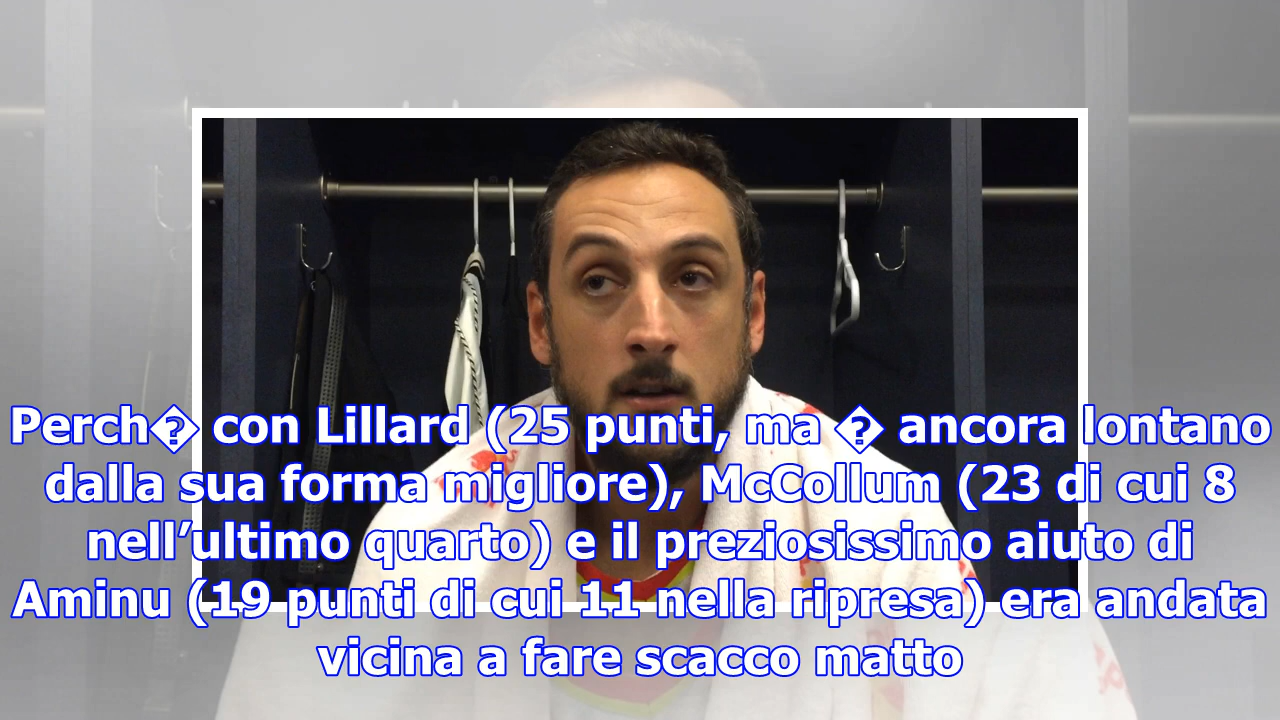 Perch� con Lillard (25 punti, ma � ancora lontano
dalla sua forma migliore), McCollum (23 di cui 8
nell’ultimo quarto) e il preziosissimo aiuto di
Aminu (19 punti di cui 11 nella ripresa) era andata
vicina a fare scacco matto